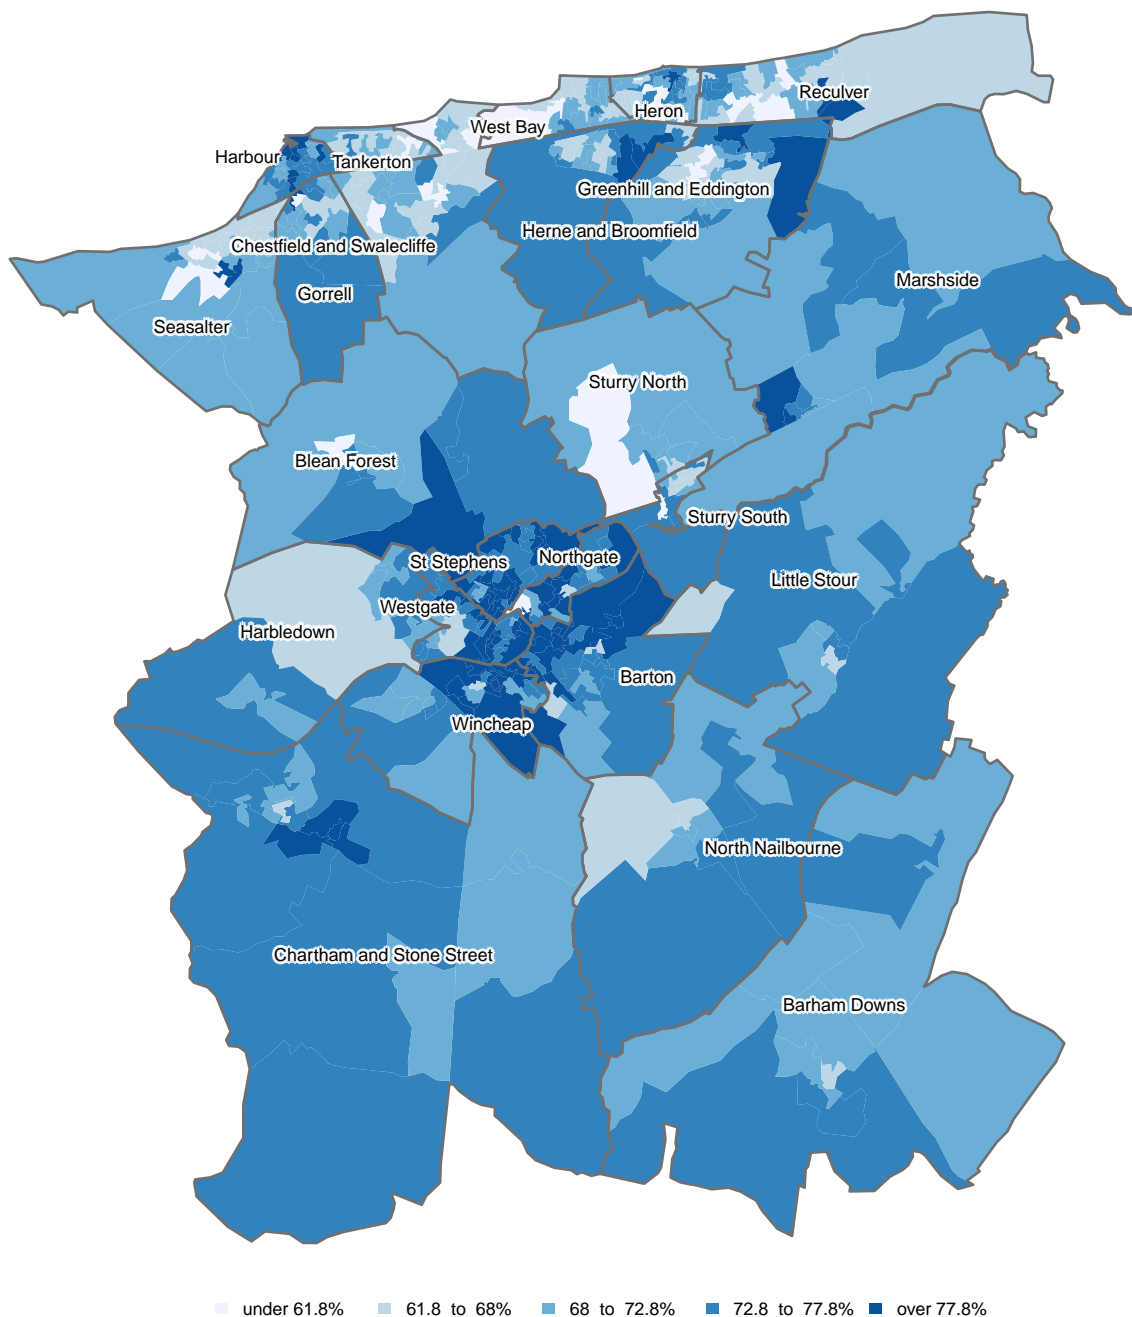 Reculver
Heron
West Bay
Harbour
Tankerton
Greenhill and Eddington
Herne and Broomfield
Chestfield and Swalecliffe
Marshside
Gorrell
Seasalter
Sturry North
Blean Forest
Sturry South
Northgate
St Stephens
Little Stour
Westgate
Harbledown
Barton
Wincheap
North Nailbourne
Chartham and Stone Street
Barham Downs
under 61.8% 61.8 to 68% 68 to 72.8% 72.8 to 77.8% over 77.8%